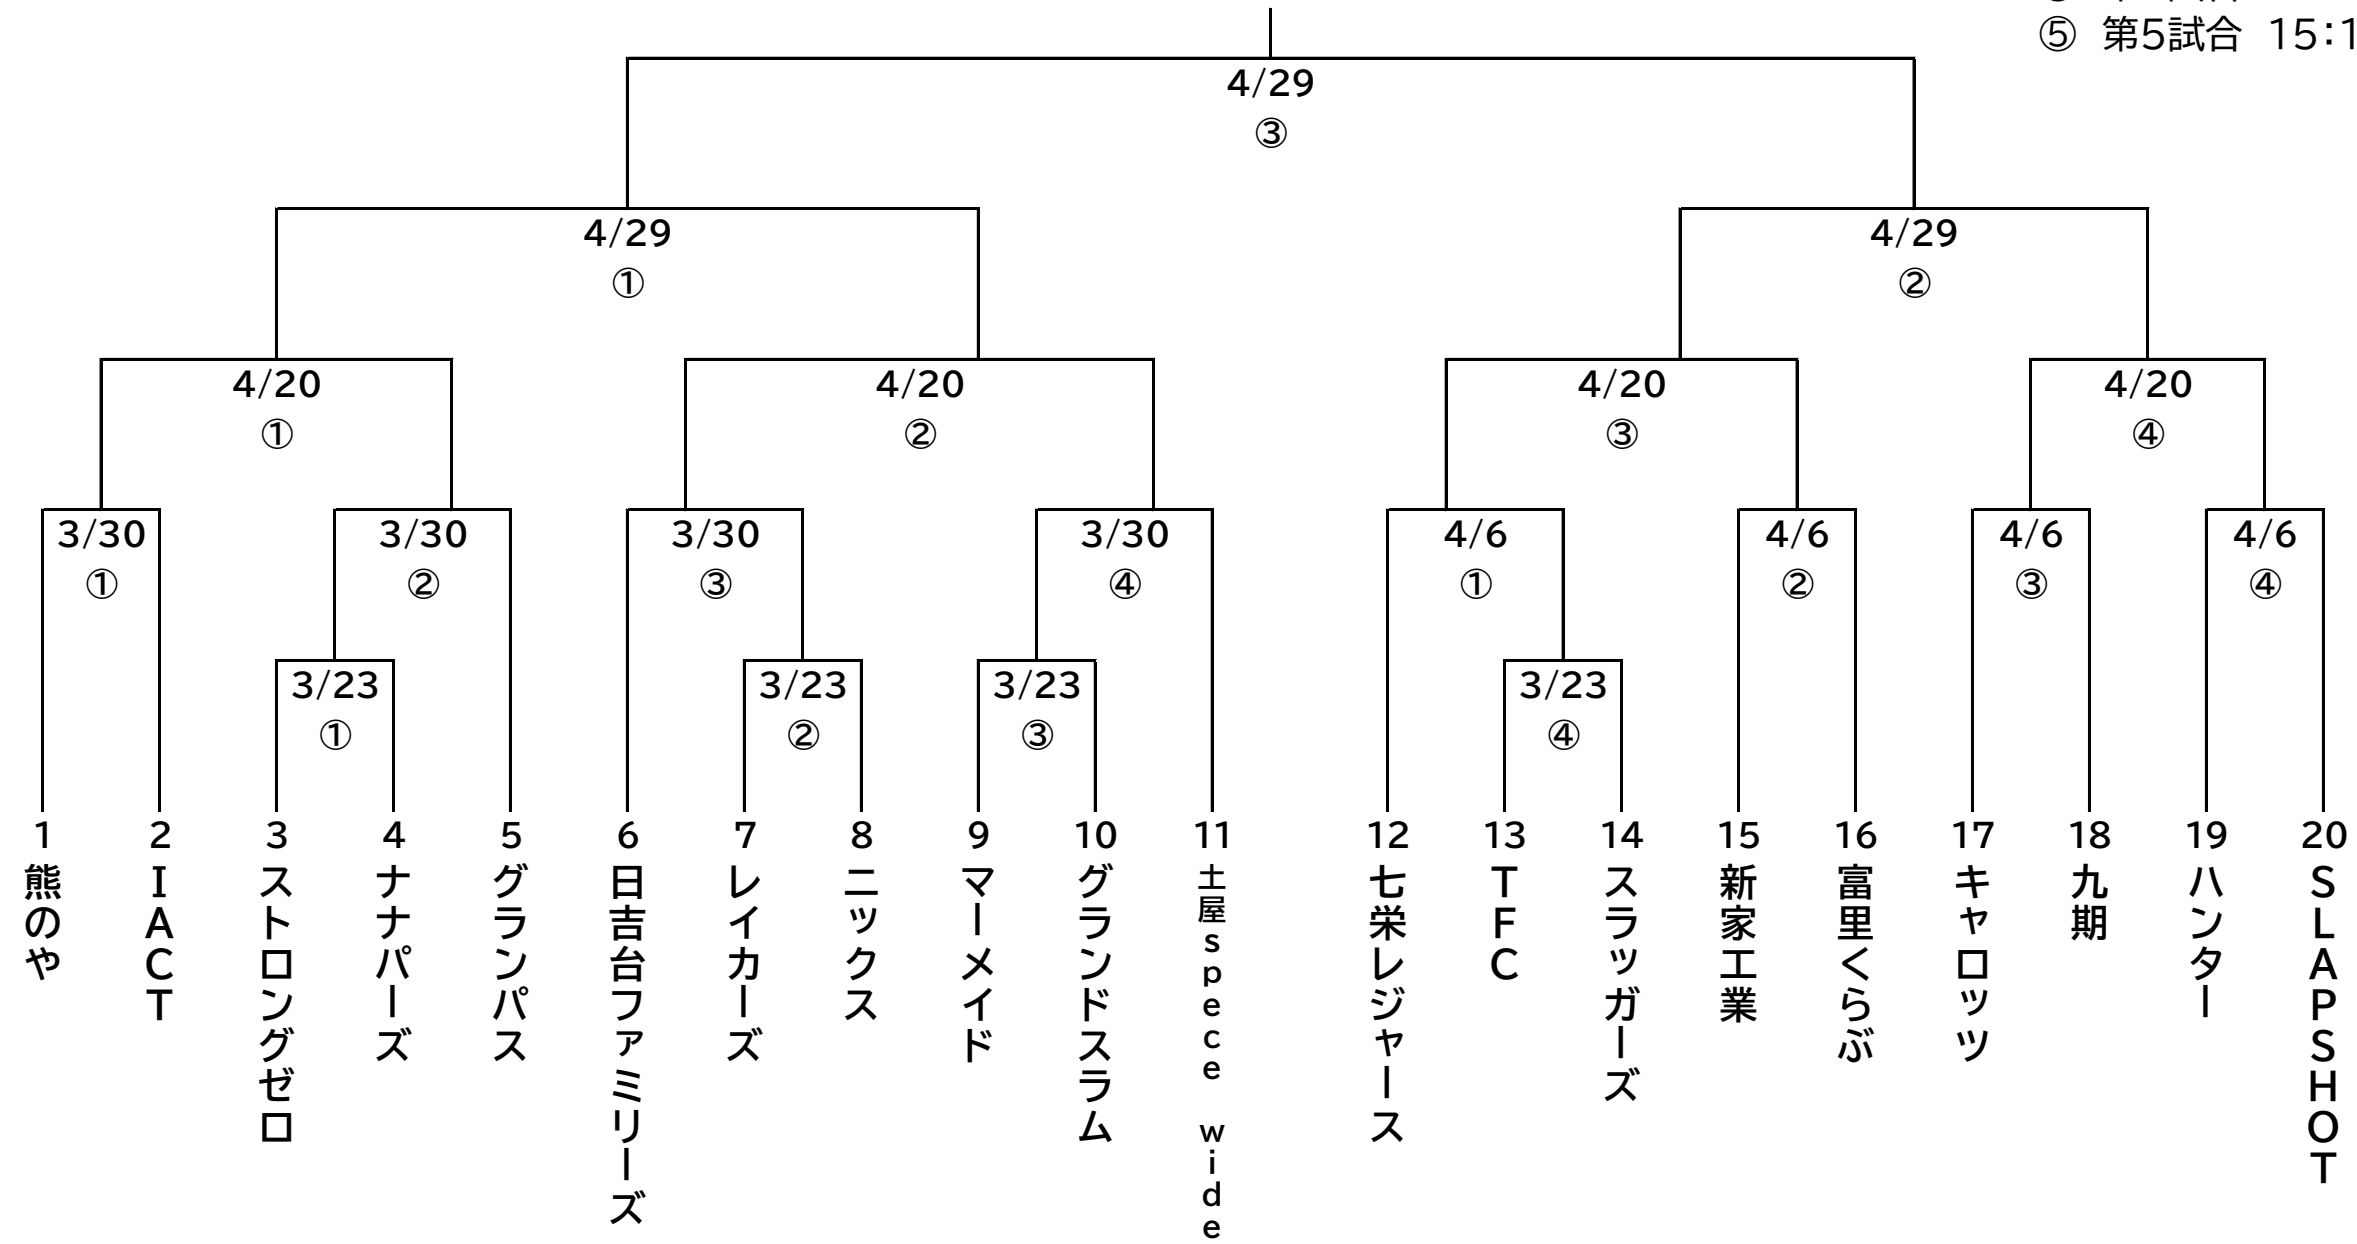 ⑤ 第5試合 15:1
4/29
③
4/29
①
4/29
②
4/20
①
4/20
②
4/20
③
4/20
④
3/30
①
3/30
②
3/30
③
3/30
④
4/6
①
4/6
②
4/6
③
4/6
④
3/23
①
3/23
②
3/23
③
3/23
④
1 熊のや
2 IACT
3 ストロングゼロ
4 ナナパーズ
5 グランパス
6 日吉台ファミリーズ
7 レイカーズ
8 ニックス
9 マーメイド
10 グランドスラム
11 土屋spece wide
12 七栄レジャース
13 TFC
14 スラッガーズ
15 新家工業
16 富里くらぶ
17 キャロッツ
18 九期
19 ハンター
20 SLAPSHOT